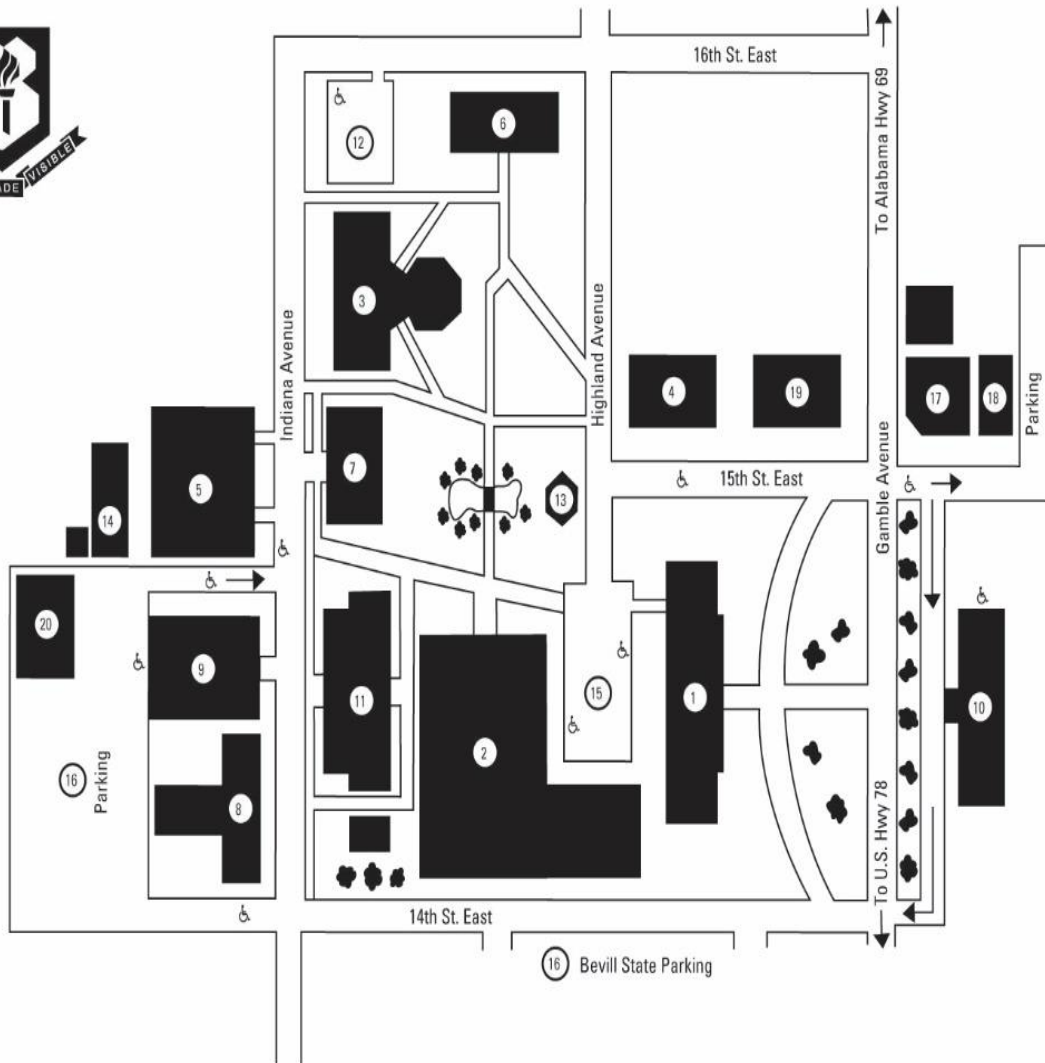 16th St. East
To Alabama Hwy 69
VISIBLE
12
6
3
Indiana Avenue
Highland Avenue
4
19
17
18
Parking
5
7
14
13
15th St. East
Gamble Avenue
20
9
11
15
1
10
2
16
Parking
8
To U.S. Hwy 78
14th St. East
16 Bevill State Parking